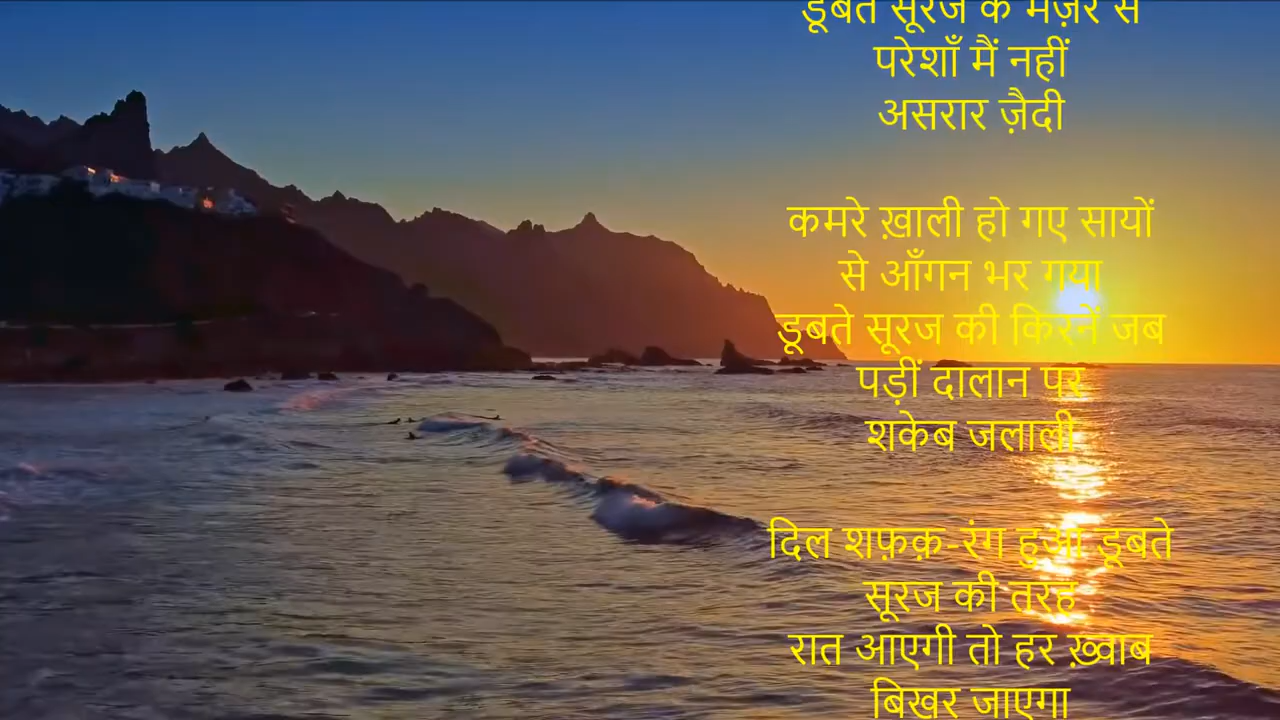 डूबते सूरज के मंज़र से
परेशाँ मैं नहीं
असरार ज़ैदी
कमरे ख़ाली हो गए सायों
से आँगन भर गया
डूबते सूरज की किरनें जब
पड़ीं दालान पर
शकेब जलाली
दिल शफ़क़-रंग हुआ डूबते
सूरज की तरह
रात आएगी तो हर ख़्वाब
बिखर जाएगा